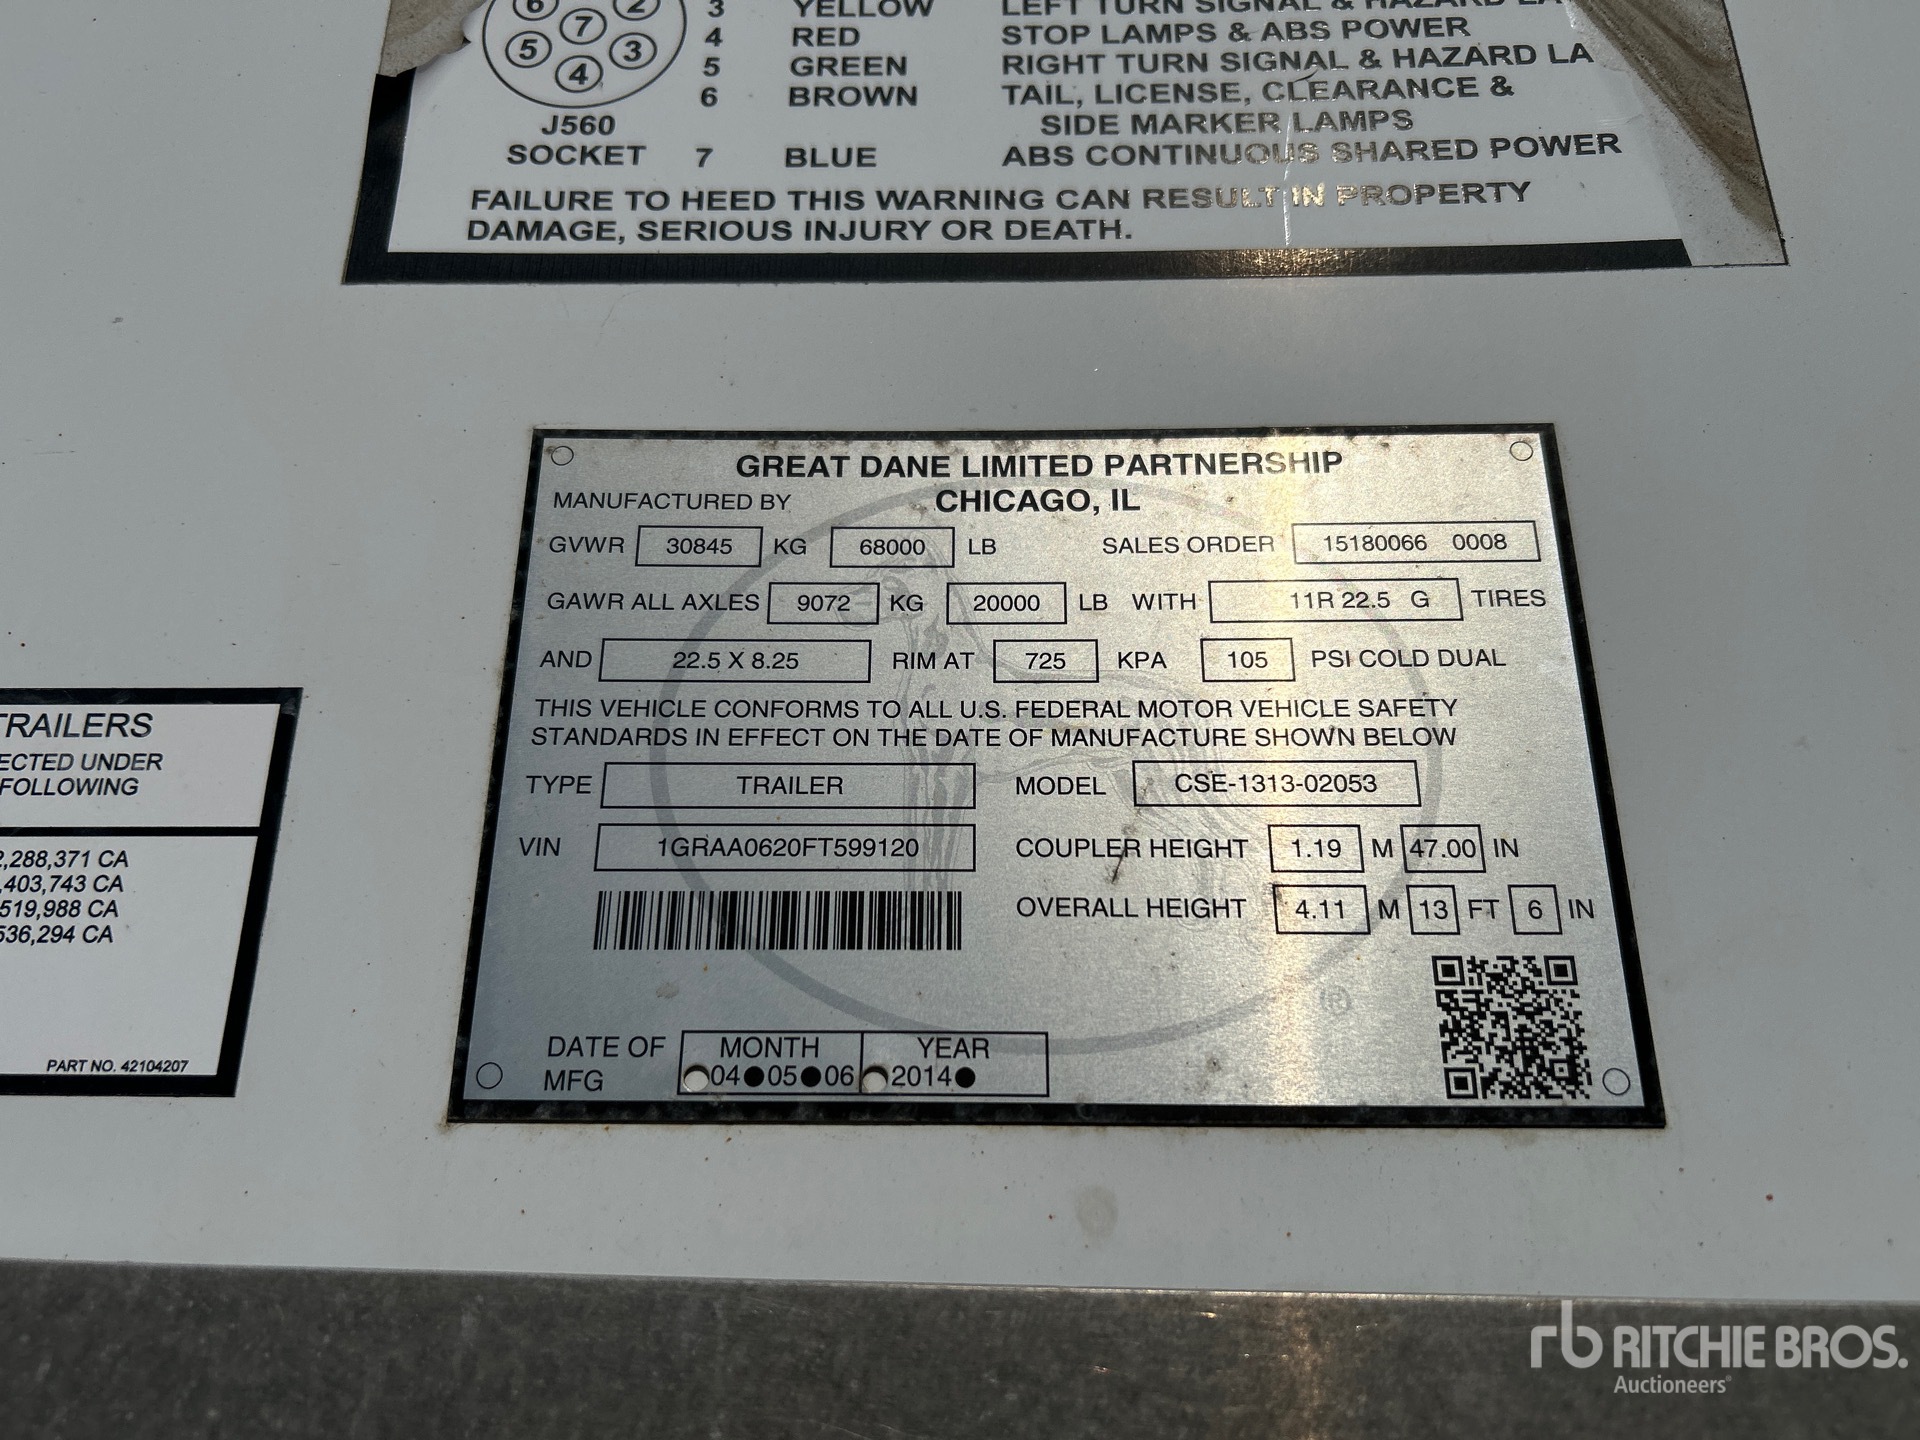 6 2 3 YELLOW LEFT TURN SIGNAL & HAZARD LA
7
5 3 4 RED STOP LAMPS & ABS POWER
4 5 GREEN RIGHT TURN SIGNAL & HAZARD LA
6 BROWN TAIL, LICENSE, CLEARANCE &
J560 SIDE MARKER LAMPS
SOCKET 7 BLUE ABS CONTINUOUS SHARED POWER
FAILURE TO HEED THIS WARNING CAN RESULT IN PROPERTY
DAMAGE, SERIOUS INJURY OR DEATH.
GREAT DANE LIMITED PARTNERSHIP
MANUFACTURED BY CHICAGO, IL
GVWR 30845 KG 68000 LB SALES ORDER 15180066 0008
GAWR ALL AXLES 9072 KG 20000 LB WITH 11R 22.5 G TIRES
AND 22.5 X 8.25 RIM AT 725 KPA 105 PSI COLD DUAL
THIS VEHICLE CONFORMS TO ALL U.S. FEDERAL MOTOR VEHICLE SAFETY
STANDARDS IN EFFECT ON THE DATE OF MANUFACTURE SHOWN BELOW
TYPE TRAILER MODEL CSE-1313-02053
VIN 1GRAA0620FT599120 COUPLER HEIGHT 1.19 M 47.00 IN
OVERALL HEIGHT 4.11 M 13 FT 6 IN
®
DATE OF MONTH YEAR
MFG 04 05 06 2014
TRAILERS
ECTED UNDER
FOLLOWING
2,288,371 CA
,403,743 CA
519,988 CA
536,294 CA
PART NO. 42104207
rb RITCHIE BROS.
Auctioneers®